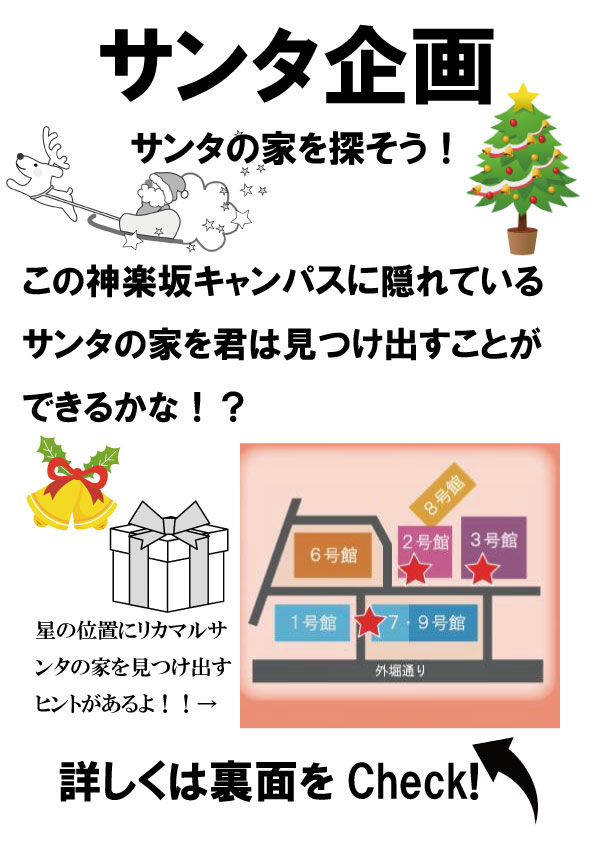 サンタ企画
サンタの家を探そう！
この神楽坂キャンパスに隠れている
サンタの家を君は見つけ出すことが
できるかな！？
8号館
6号館
2号館
3号館
1号館
7・9号館
外堀通り
星の位置にリカマルサ
ンタの家を見つけ出す
ヒントがあるよ！！→
詳しくは裏面を Check!